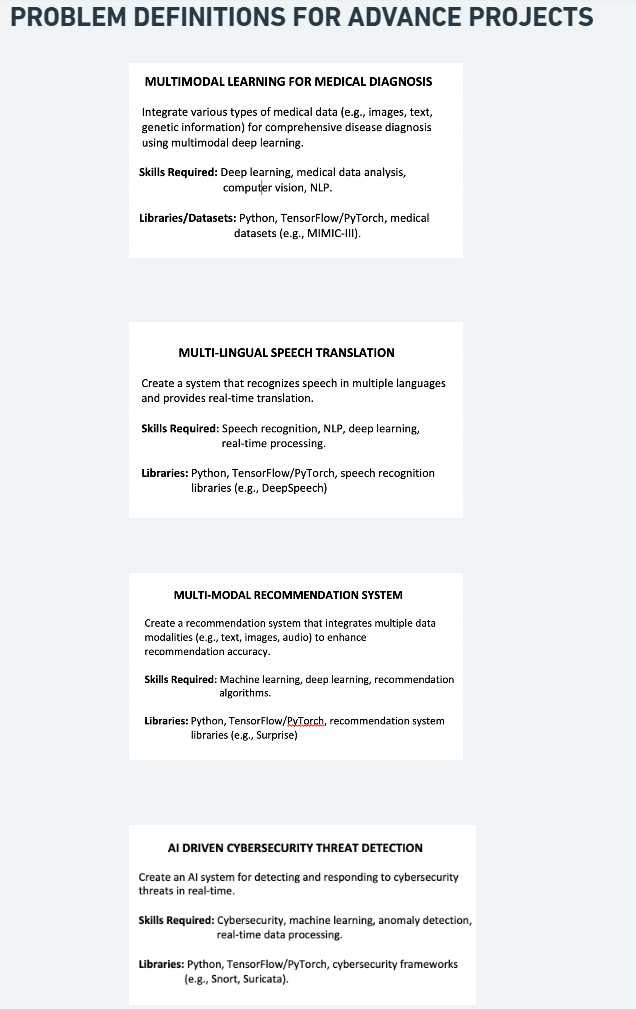 PROBLEM DEFINITIONS FOR ADVANCE PROJECTS
MULTIMODAL LEARNING FOR MEDICAL DIAGNOSIS
Integrate various types of medical data (e.g., images, text,
genetic information) for comprehensive disease diagnosis
using multimodal deep learning.
Skills Required: Deep learning, medical data analysis,
computer vision, NLP.
Libraries/Datasets: Python, TensorFlow/PyTorch, medical
datasets (e.g., MIMIC-III).
MULTI-LINGUAL SPEECH TRANSLATION
Create a system that recognizes speech in multiple languages
and provides real-time translation.
Skills Required: Speech recognition, NLP, deep learning,
real-time processing.
Libraries: Python, TensorFlow/PyTorch, speech recognition
libraries (e.g., DeepSpeech)
MULTI-MODAL RECOMMENDATION SYSTEM
Create a recommendation system that integrates multiple data
modalities (e.g., text, images, audio) to enhance
recommendation accuracy.
Skills Required: Machine learning, deep learning, recommendation
algorithms.
Libraries: Python, TensorFlow/PyTorch, recommendation system
libraries (e.g., Surprise)
AI DRIVEN CYBERSECURITY THREAT DETECTION
Create an AI system for detecting and responding to cybersecurity
threats in real-time.
Skills Required: Cybersecurity, machine learning, anomaly detection,
real-time data processing.
Libraries: Python, TensorFlow/PyTorch, cybersecurity frameworks
(e.g., Snort, Suricata).